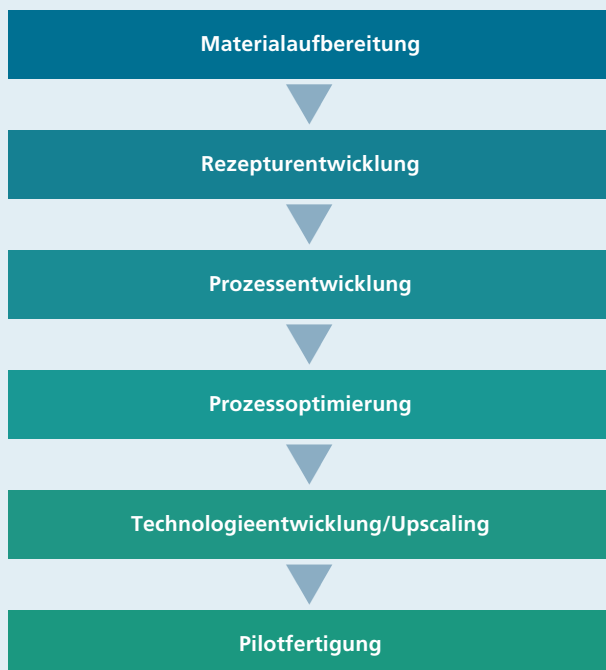 Materialaufbereitung
Rezepturentwicklung
Prozessentwicklung
Prozessoptimierung
Technologieentwicklung/Upscaling
Pilotfertigung